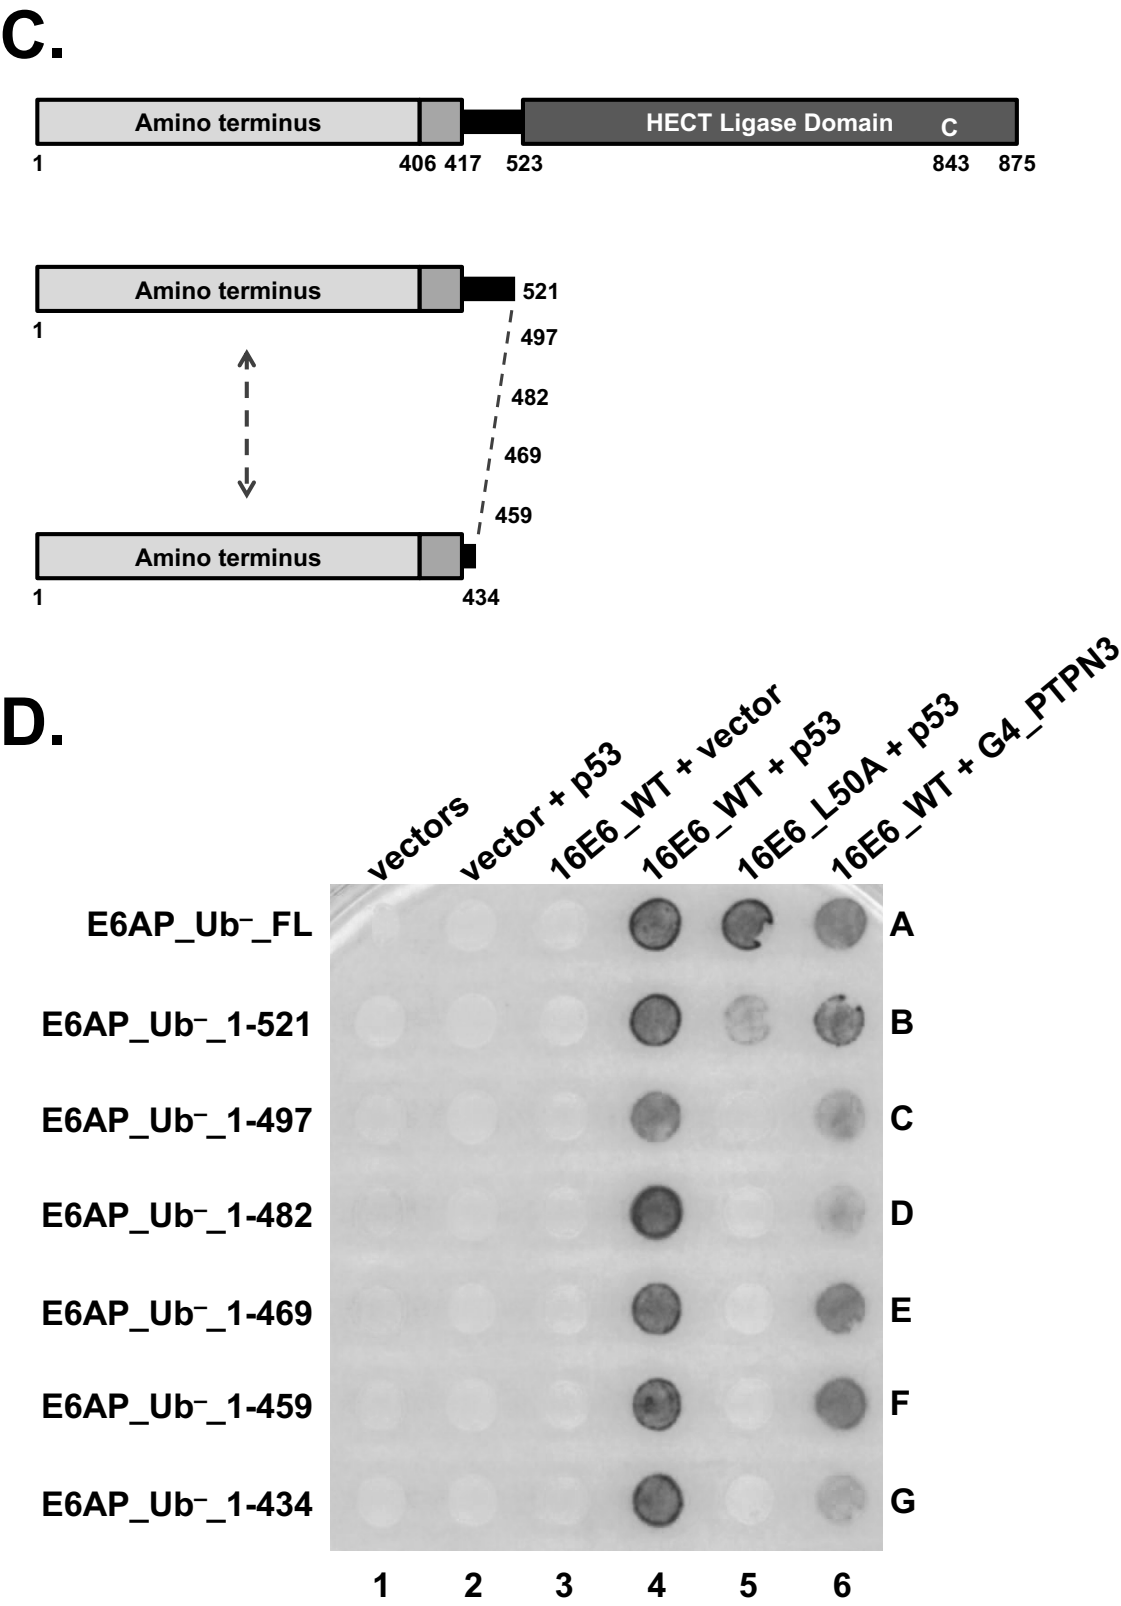 C.
Amino terminus HECT Ligase Domain C
1 406 417 523 843 875
Amino terminus 521
1 497
482
469
459
Amino terminus
1 434
D.
vectors
vector + p53
16E6_WT + vector
16E6_WT + p53
16E6_L50A + p53
16E6_WT + G4_PTPN3
E6AP_Ub–_FL A
E6AP_Ub–_1-521 B
E6AP_Ub–_1-497 C
E6AP_Ub–_1-482 D
E6AP_Ub–_1-469 E
E6AP_Ub–_1-459 F
E6AP_Ub–_1-434 G
1 2 3 4 5 6